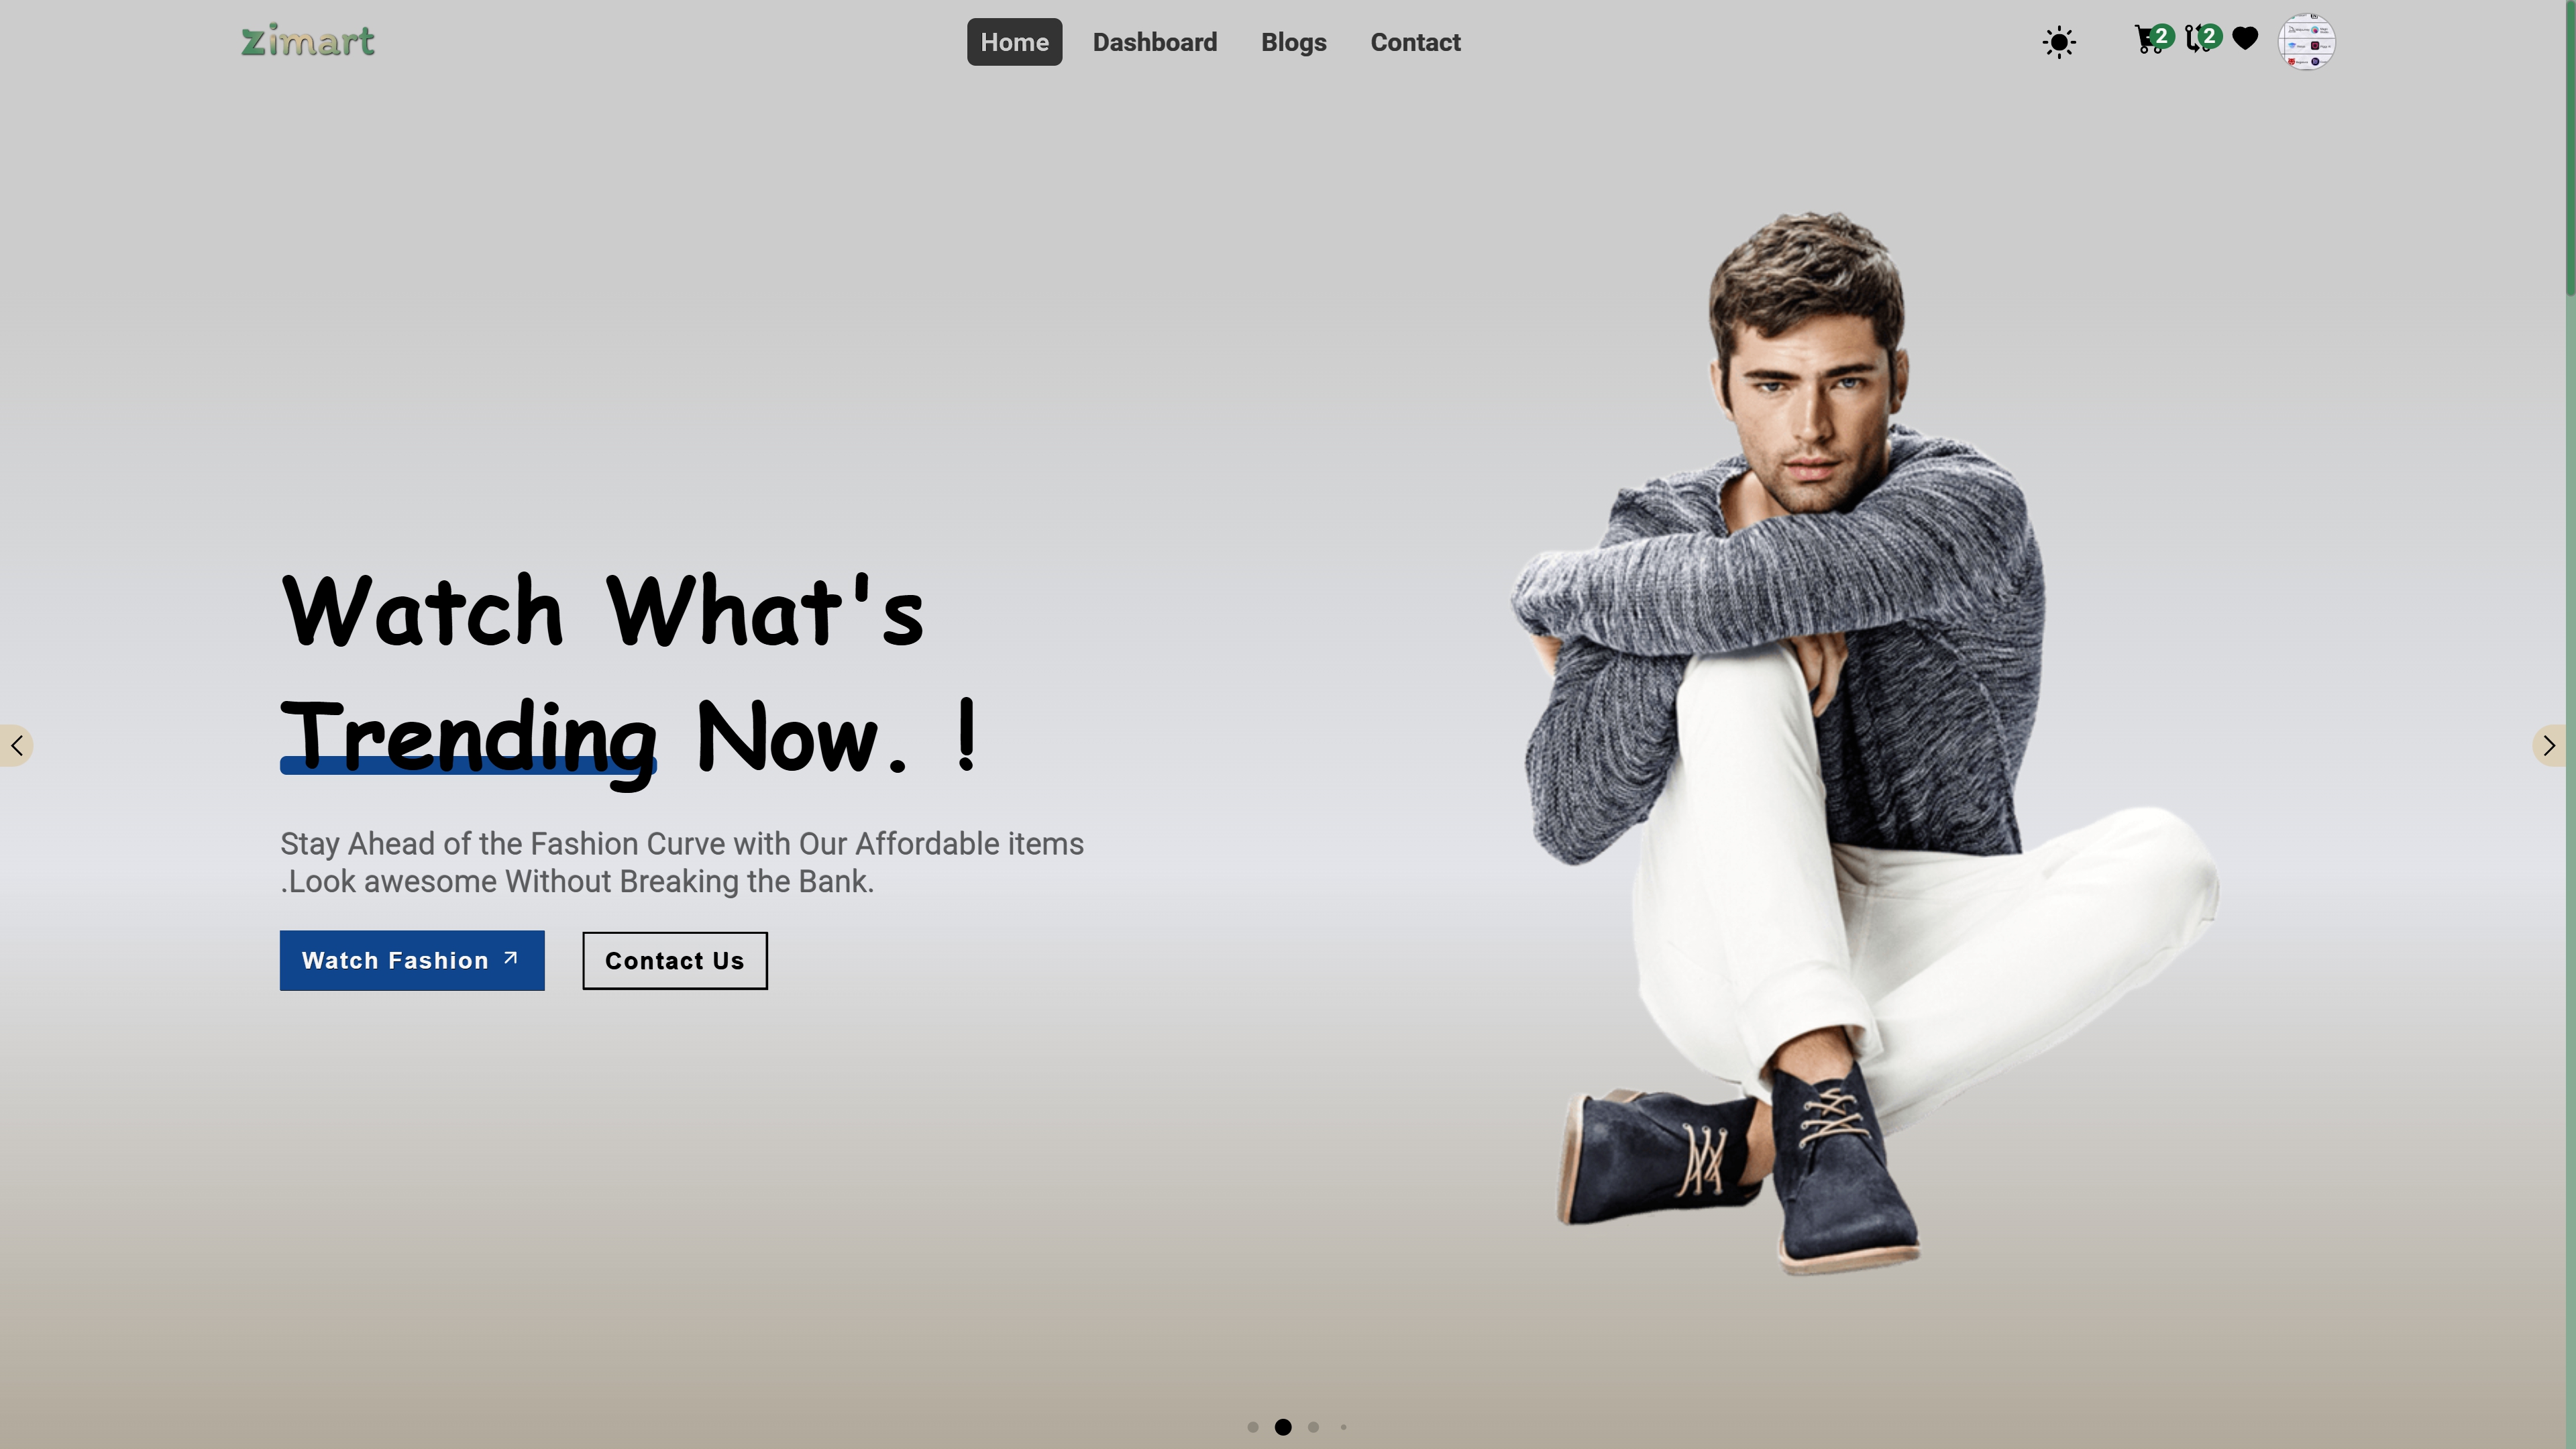 zimart
Home
Dashboard
Blogs
Contact
2
2
Watch What's
Trending Now. !
Stay Ahead of the Fashion Curve with Our Affordable items
.Look awesome Without Breaking the Bank.
Watch Fashion
Contact Us